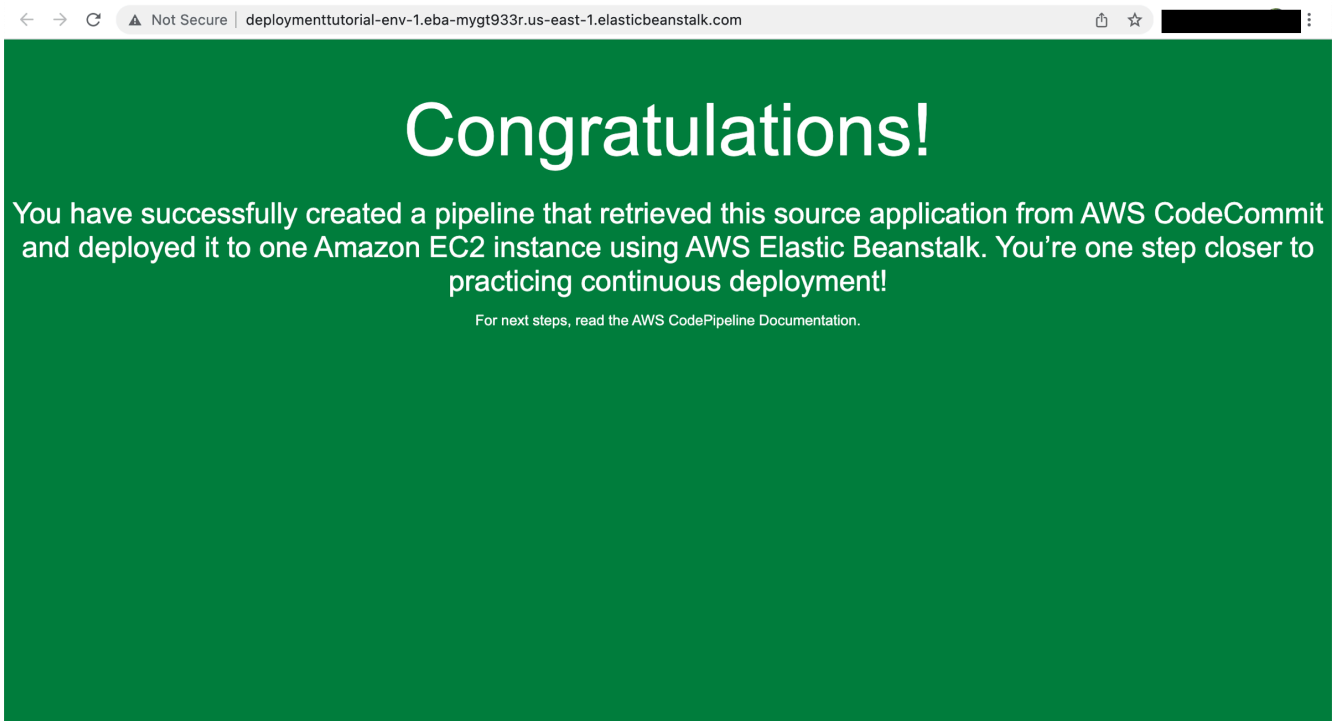 Not Secure deploymenttutorial-env-1.eba-mygt933r.us-east-1.elasticbeanstalk.com
Congratulations!
You have successfully created a pipeline that retrieved this source application from AWS CodeCommit
and deployed it to one Amazon EC2 instance using AWS Elastic Beanstalk. You’re one step closer to
practicing continuous deployment!
For next steps, read the AWS CodePipeline Documentation.